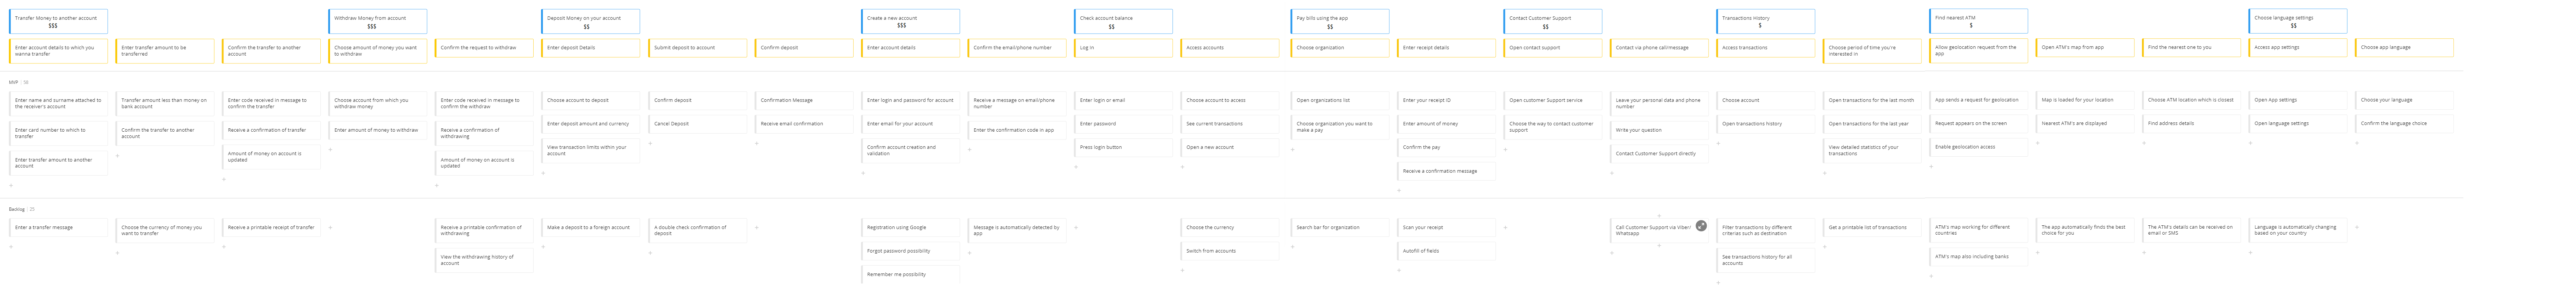 Transfer Money to another account
$$$
Withdraw Money from account
$$$
Deposit Money on your account
$$
Create a new account
$$$
Check account balance
$$
Pay bills using the app
$$
Contact Customer Support
$$
Transactions History
$
Find nearest ATM
$
Choose language settings
$$
Enter account details to which you
wanna transfer
Enter transfer amount to be
transferred
Confirm the transfer to another
account
Choose amount of money you want
to withdraw
Confirm the request to withdraw
Enter deposit Details
Submit deposit to account
Confirm deposit
Enter account details
Confirm the email/phone number
Log in
Access accounts
Choose organization
Enter receipt details
Open contact support
Contact via phone call/message
Access transactions
Choose period of time you're
interested in
Allow geolocation request from the
app
Open ATM's map from app
Find the nearest one to you
Access app settings
Choose app language
MVP
Enter name and surname attached to
the receiver's account
Transfer amount less than money on
bank account
Enter code received in message to
confirm the transfer
Choose account from which you
withdraw money
Enter code received in message to
confirm the withdraw
Choose account to deposit
Confirm deposit
Confirmation Message
Enter login and password for account
Receive a message on email/phone
number
Enter login or email
Choose account to access
Open organizations list
Enter your receipt ID
Open customer Support service
Leave your personal data and phone
number
Choose account
Open transactions for the last month
App sends a request for geolocation
Map is loaded for your location
Choose ATM location which is closest
Open App settings
Choose your language
Enter card number to which to
transfer
Confirm the transfer to another
account
Receive a confirmation of transfer
Enter amount of money to withdraw
Receive a confirmation of
withdrawing
Enter deposit amount and currency
Cancel Deposit
Receive email confirmation
Enter email for your account
Enter the confirmation code in app
Enter password
See current transactions
Choose organization you want to
make a pay
Enter amount of money
Choose the way to contact customer
support
Write your question
Open transactions history
Open transactions for the last year
Request appears on the screen
Nearest ATM's are displayed
Find address details
Open language settings
Confirm the language choice
Enter transfer amount to another
account
Amount of money on account is
updated
Amount of money on account is
updated
View transaction limits within your
account
Confirm account creation and
validation
Press login button
Open a new account
Confirm the pay
Contact Customer Support directly
View detailed statistics of your
transactions
Enable geolocation access
Receive a confirmation message
Backlog
Enter a transfer message
Choose the currency of money you
want to transfer
Receive a printable receipt of transfer
Receive a printable confirmation of
withdrawing
Make a deposit to a foreign account
A double check confirmation of
deposit
Registration using Google
Message is automatically detected by
app
Choose the currency
Search bar for organization
Scan your receipt
Call Customer Support via Viber/
Whatsapp
Filter transactions by different
criterias such as destination
Get a printable list of transactions
ATM's map working for different
countries
The app automatically finds the best
choice for you
The ATM's details can be received on
email or SMS
Language is automatically changing
based on your country
View the withdrawing history of
account
Forgot password possibility
Switch from accounts
Autofill of fields
See transactions history for all
accounts
ATM's map also including banks
Remember me possibility